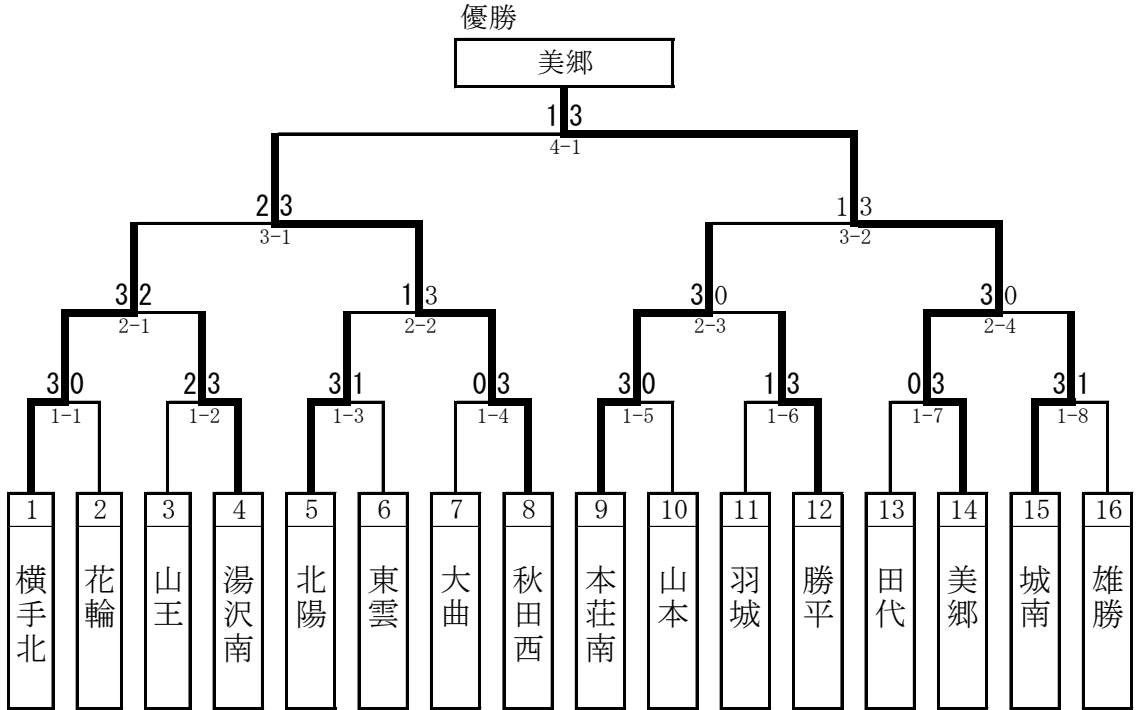 優勝
美郷
1 3
4-1
2 3
3-1
1 3
3-2
3 2
2-1
1 3
2-2
3 0
2-3
3 0
2-4
3 0
1-1
2 3
1-2
3 1
1-3
0 3
1-4
3 0
1-5
1 3
1-6
0 3
1-7
3 1
1-8
1
横手北
2
花輪
3
山王
4
湯沢南
5
北陽
6
東雲
7
大曲
8
秋田西
9
本荘南
10
山本
11
羽城
12
勝平
13
田代
14
美郷
15
城南
16
雄勝